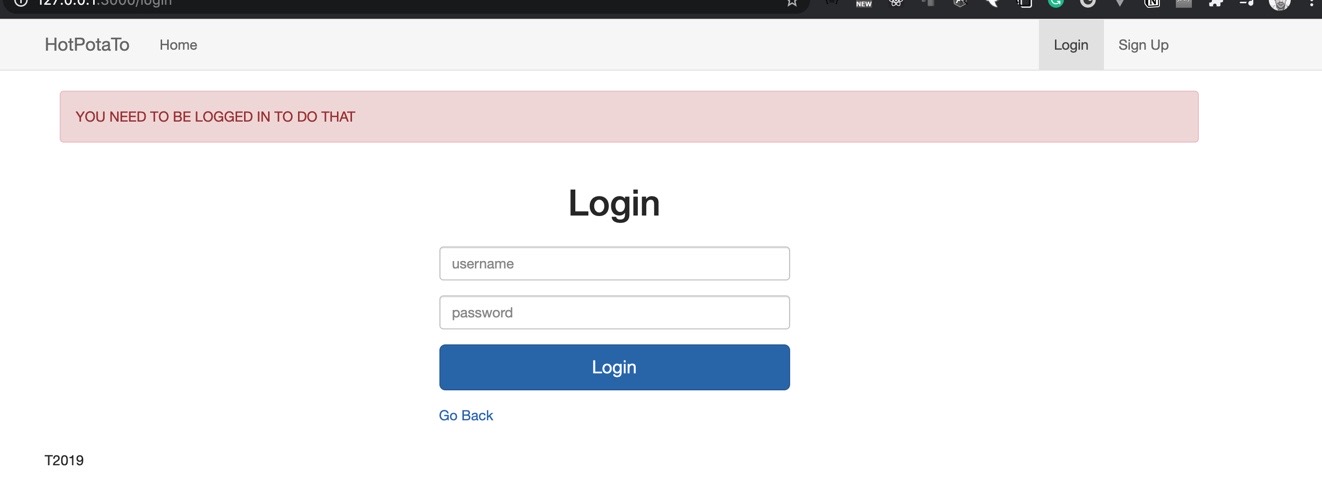 127.0.0.1:3000/login
NEW
HotPotaTo Home Login Sign Up
YOU NEED TO BE LOGGED IN TO DO THAT
Login
username
password
Login
Go Back
T2019